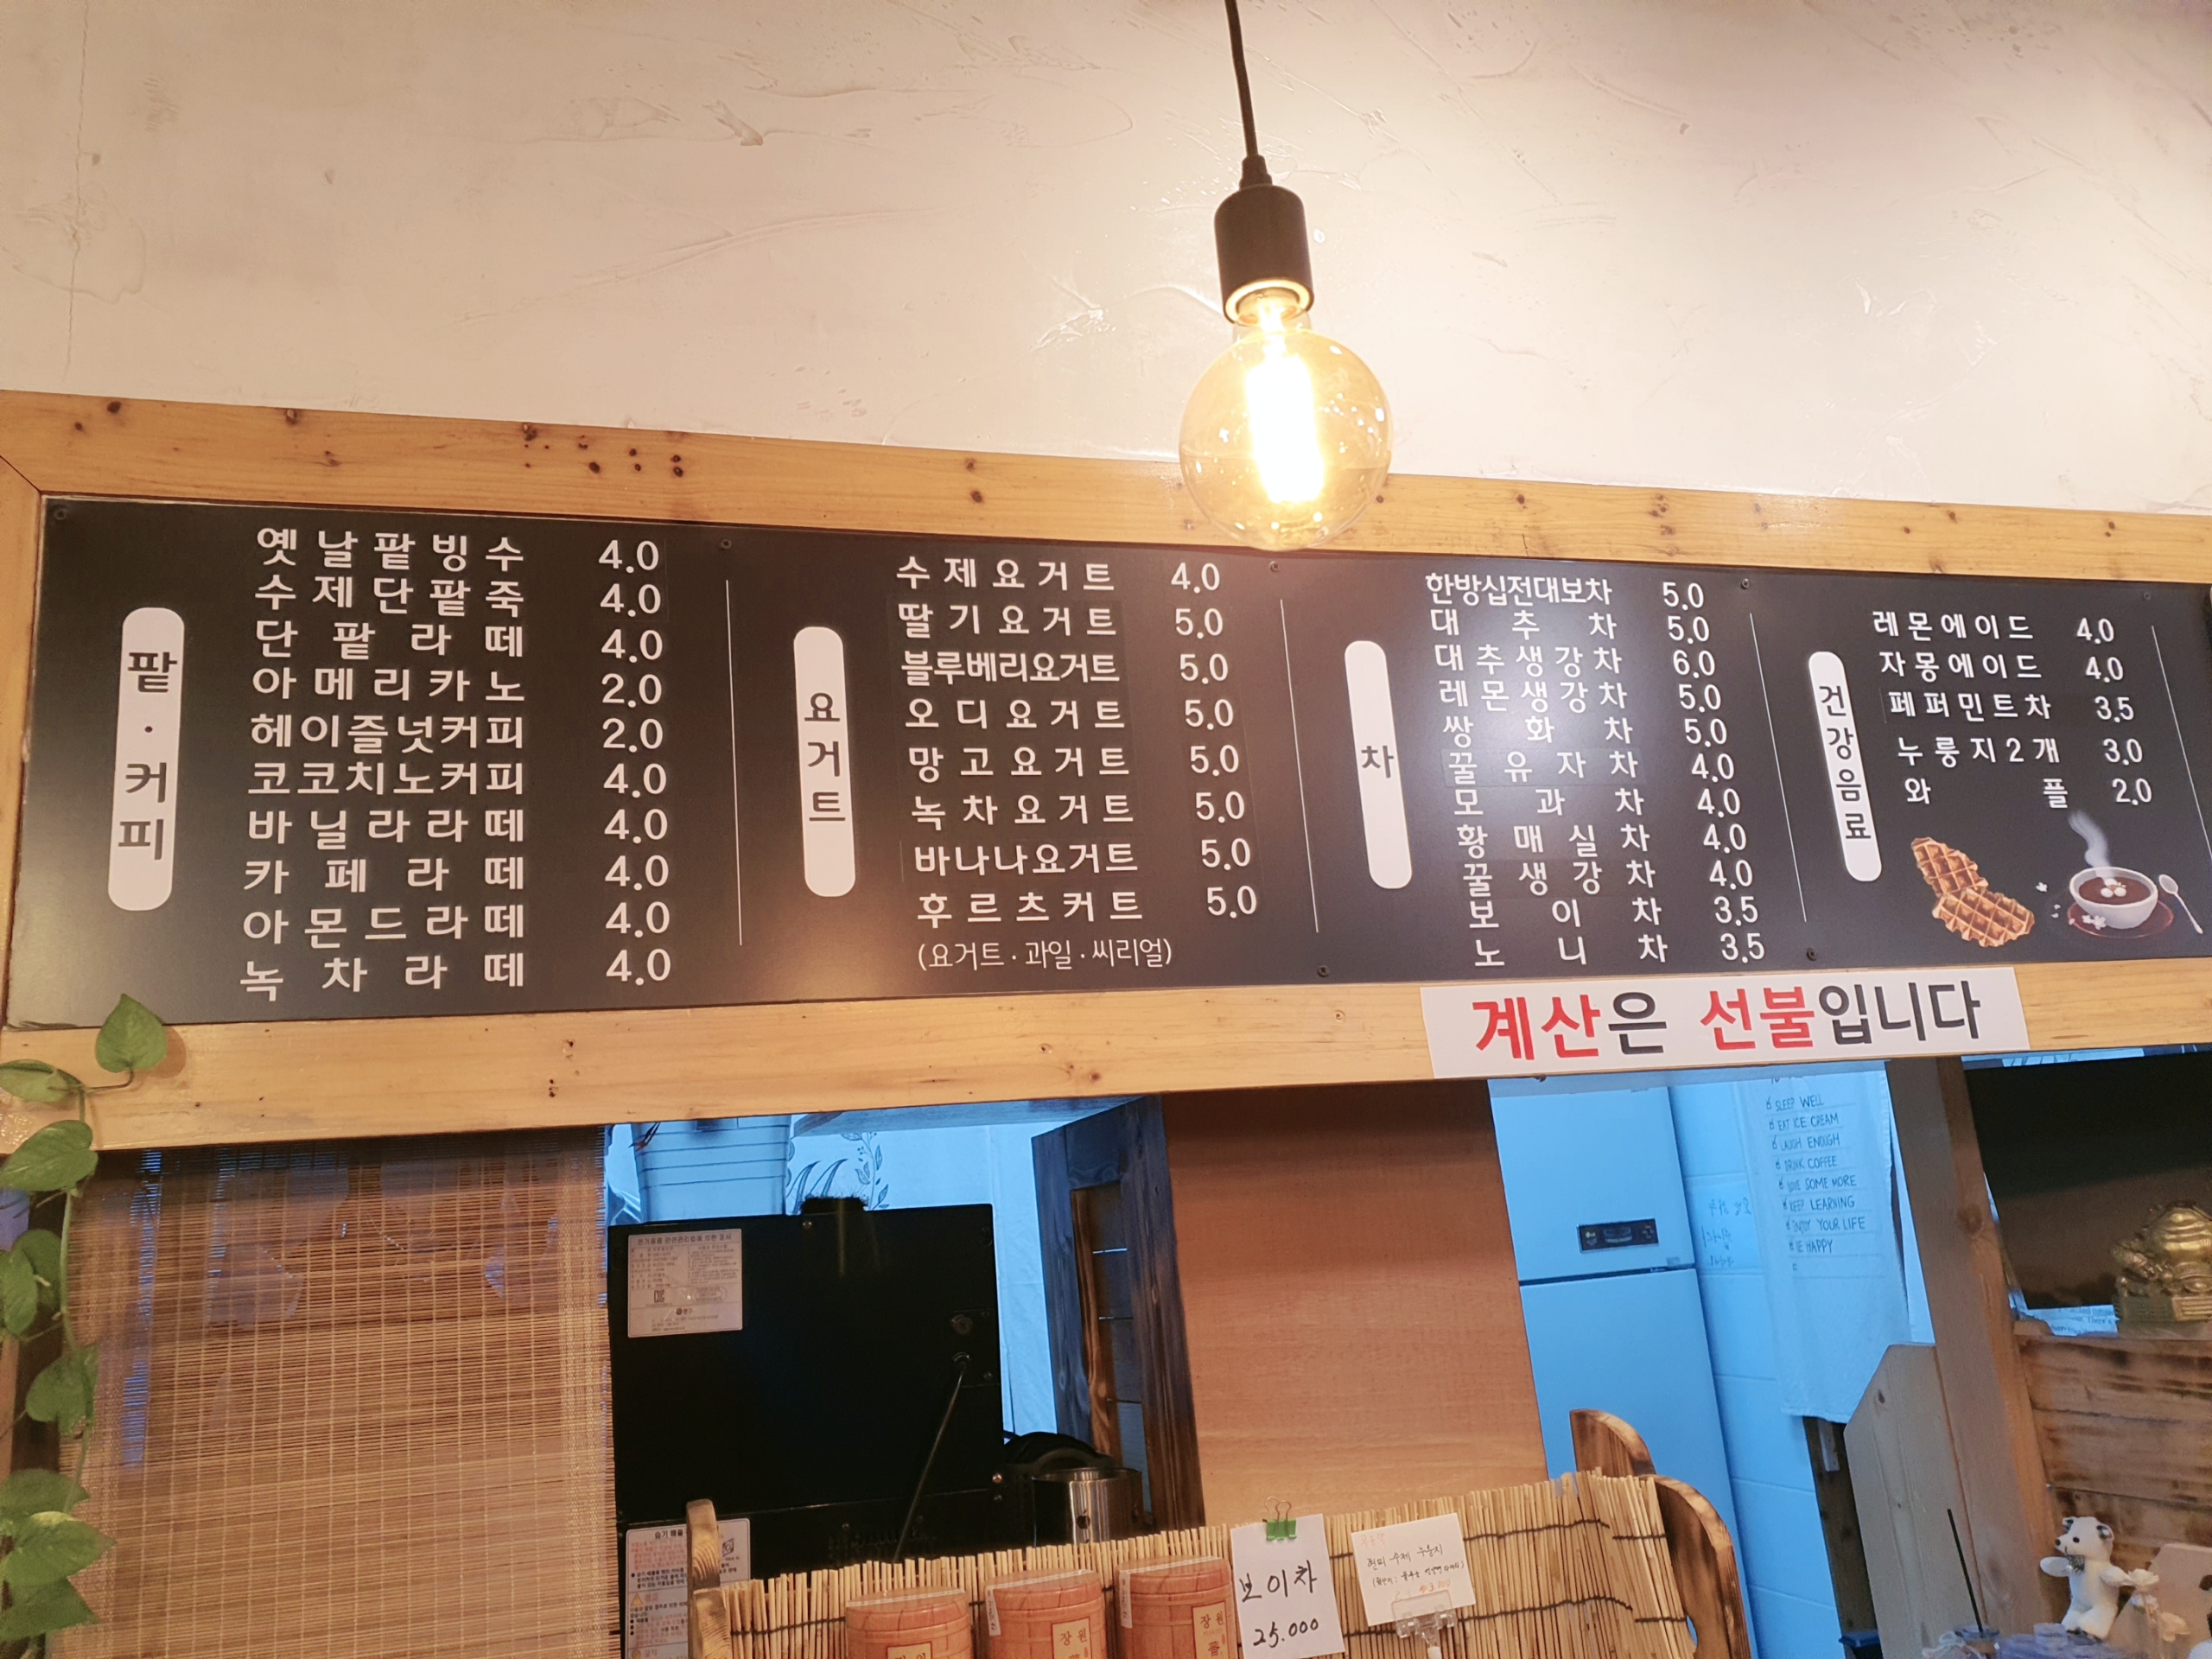 팥·커피
옛날팥빙수 4.0
수제단팥죽 4.0
단팥라떼 4.0
아메리카노 2.0
헤이즐넛커피 2.0
코코치노커피 4.0
바닐라라떼 4.0
카페라떼 4.0
아몬드라떼 4.0
녹차라떼 4.0
요거트
수제요거트 4.0
딸기요거트 5.0
블루베리요거트 5.0
오디요거트 5.0
망고요거트 5.0
녹차요거트 5.0
바나나요거트 5.0
후르츠커트 5.0
(요거트·과일·씨리얼)
차
한방십전대보차 5.0
대추차 5.0
대추생강차 6.0
레몬생강차 5.0
쌍화차 5.0
꿀유자차 4.0
모과차 4.0
황매실차 4.0
꿀생강차 4.0
보이차 3.5
노니차 3.5
건강음료
레몬에이드 4.0
자몽에이드 4.0
페퍼민트차 3.5
누룽지2개 3.0
와플 2.0
계산은 선불입니다
SLEEP WELL
EAT ICE CREAM
LAUGH ENOUGH
DRINK COFFEE
LOVE SOME MORE
KEEP LEARNING
ENJOY YOUR LIFE
BE HAPPY
보이차
25.000
현미 수제 누룽지
장원
장원